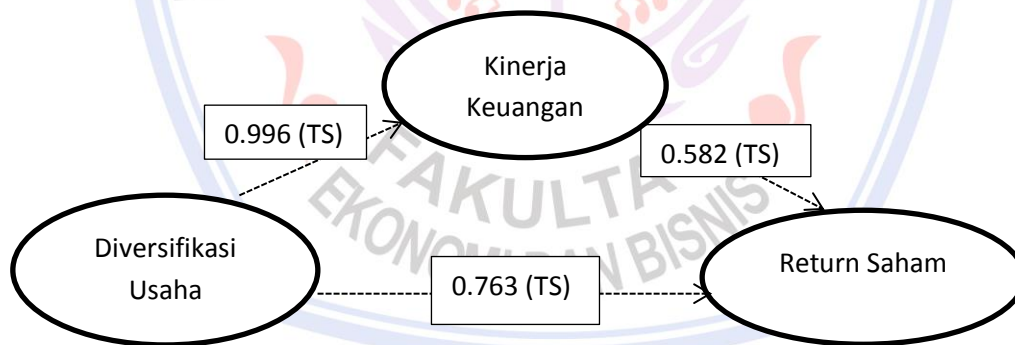 Kinerja
Keuangan
0.996 (TS)
0.582 (TS)
FAKULTA
EKONOMI DAN BISNIS
Diversifikasi
Usaha
0.763 (TS)
Return Saham